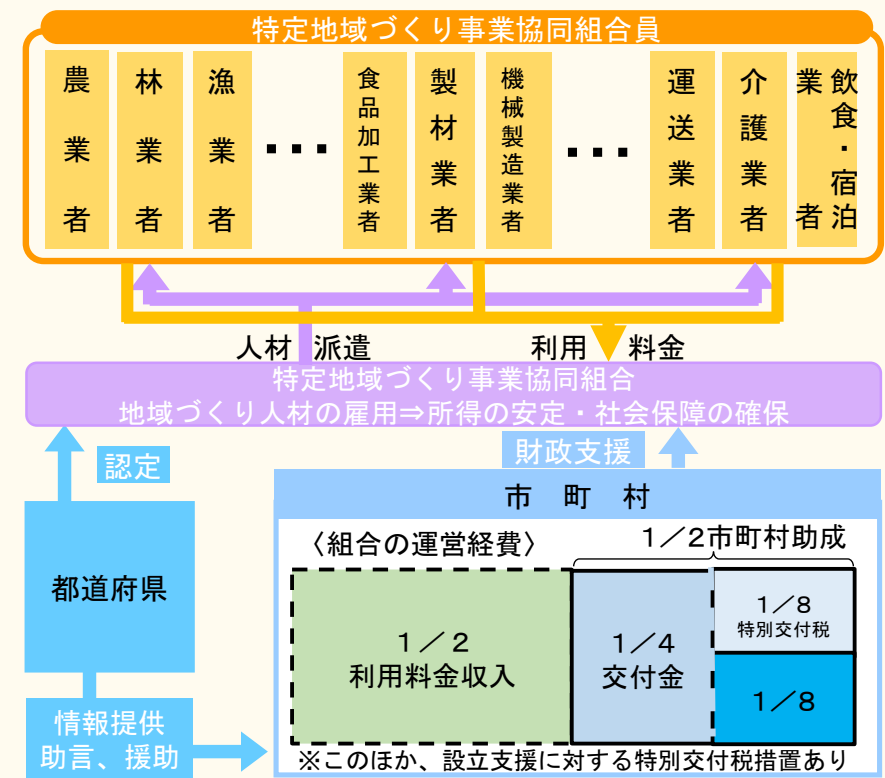 特定地域づくり事業協同組合員
農業者
林業者
漁業者
・・・
食品加工業者
製材業者
機械製造業者
・・・
運送業者
介護業者
飲食・宿泊
業者
人材派遣
利用料金
特定地域づくり事業協同組合
地域づくり人材の雇用⇒所得の安定・社会保障の確保
認定
財政支援
市町村
都道府県
〈組合の運営経費〉
1/2市町村助成
1/2
利用料金収入
1/4
交付金
1/8
特別交付税
1/8
情報提供
助言、援助
※このほか、設立支援に対する特別交付税措置あり